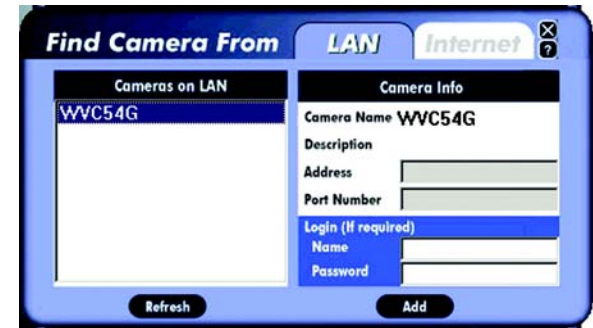 Find Camera From LAN Internet X
?
Cameras on LAN
WVC54G
Refresh
Camera Info
Camera Name WVC54G
Description
Address
Port Number
Login (If required)
Name
Password
Add